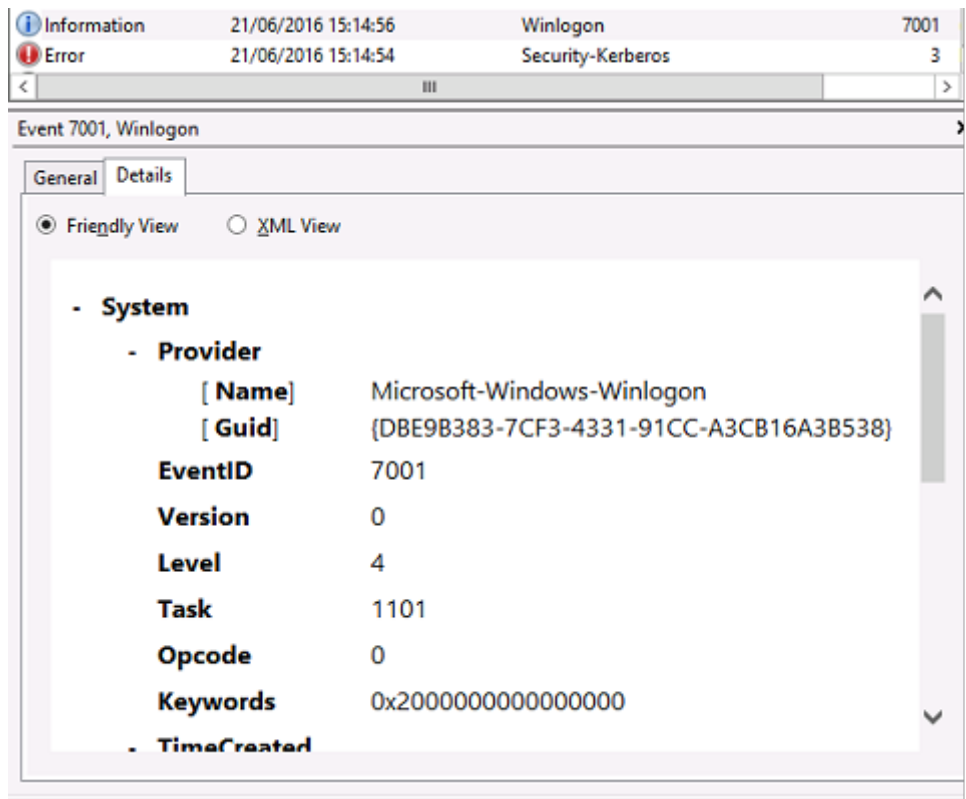 Information 21/06/2016 15:14:56 Winlogon 7001
Error 21/06/2016 15:14:54 Security-Kerberos 3
Event 7001, Winlogon
General Details
Friendly View XML View
- System
- Provider
[ Name] Microsoft-Windows-Winlogon
[ Guid] {DBE9B383-7CF3-4331-91CC-A3CB16A3B538}
EventID 7001
Version 0
Level 4
Task 1101
Opcode 0
Keywords 0x2000000000000000
- TimeCreated